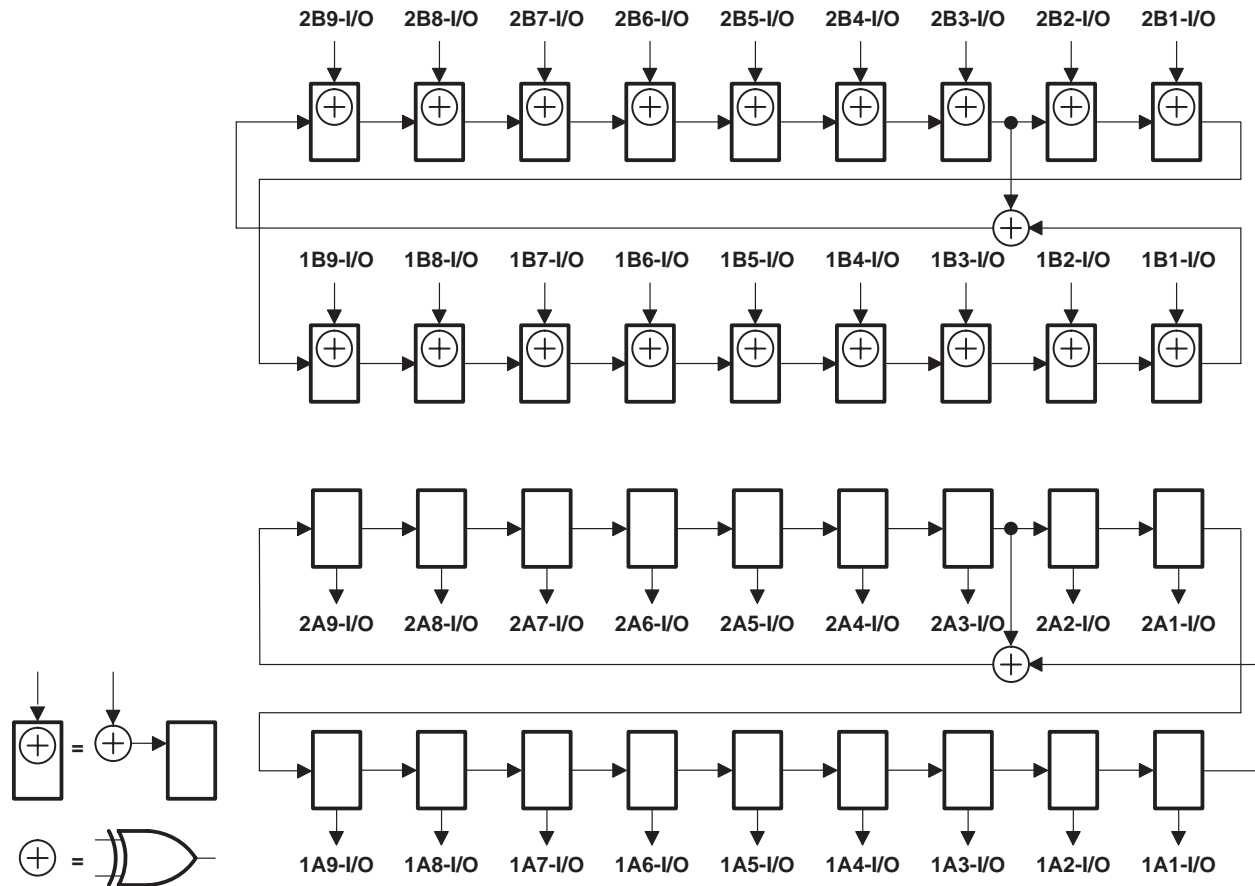 2B9-I/O 2B8-I/O 2B7-I/O 2B6-I/O 2B5-I/O 2B4-I/O 2B3-I/O 2B2-I/O 2B1-I/O
1B9-I/O 1B8-I/O 1B7-I/O 1B6-I/O 1B5-I/O 1B4-I/O 1B3-I/O 1B2-I/O 1B1-I/O
2A9-I/O 2A8-I/O 2A7-I/O 2A6-I/O 2A5-I/O 2A4-I/O 2A3-I/O 2A2-I/O 2A1-I/O
=
=
1A9-I/O 1A8-I/O 1A7-I/O 1A6-I/O 1A5-I/O 1A4-I/O 1A3-I/O 1A2-I/O 1A1-I/O